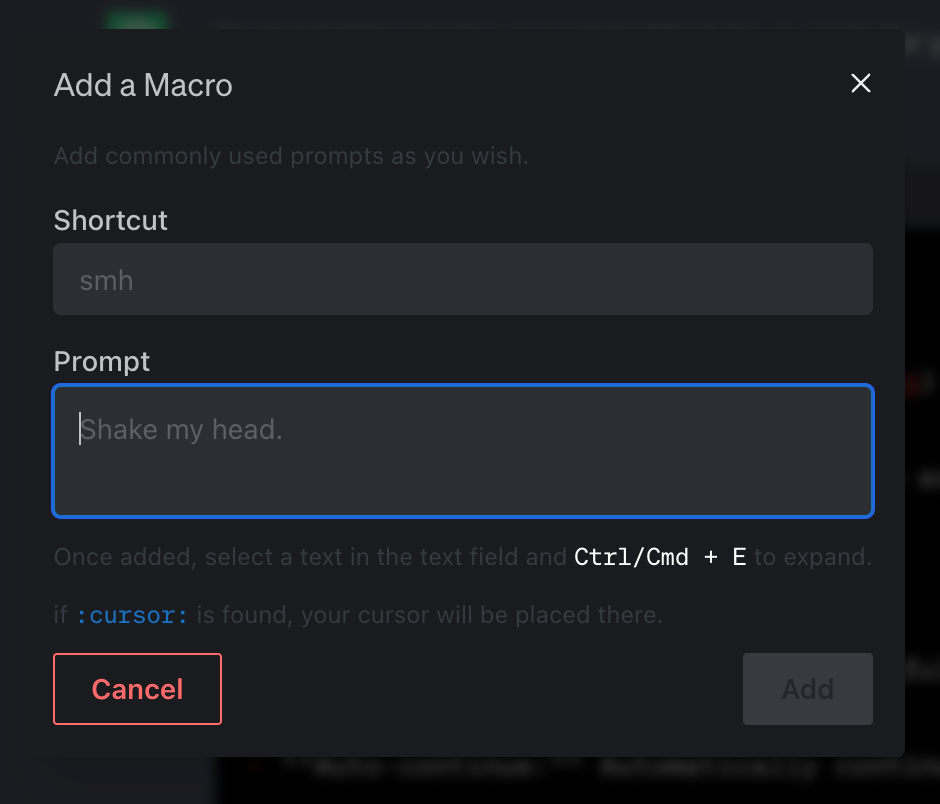 Add a Macro
Add commonly used prompts as you wish.
Shortcut
smh
Prompt
Shake my head.
Once added, select a text in the text field and Ctrl/Cmd + E to expand.
if :cursor: is found, your cursor will be placed there.
Cancel
Add